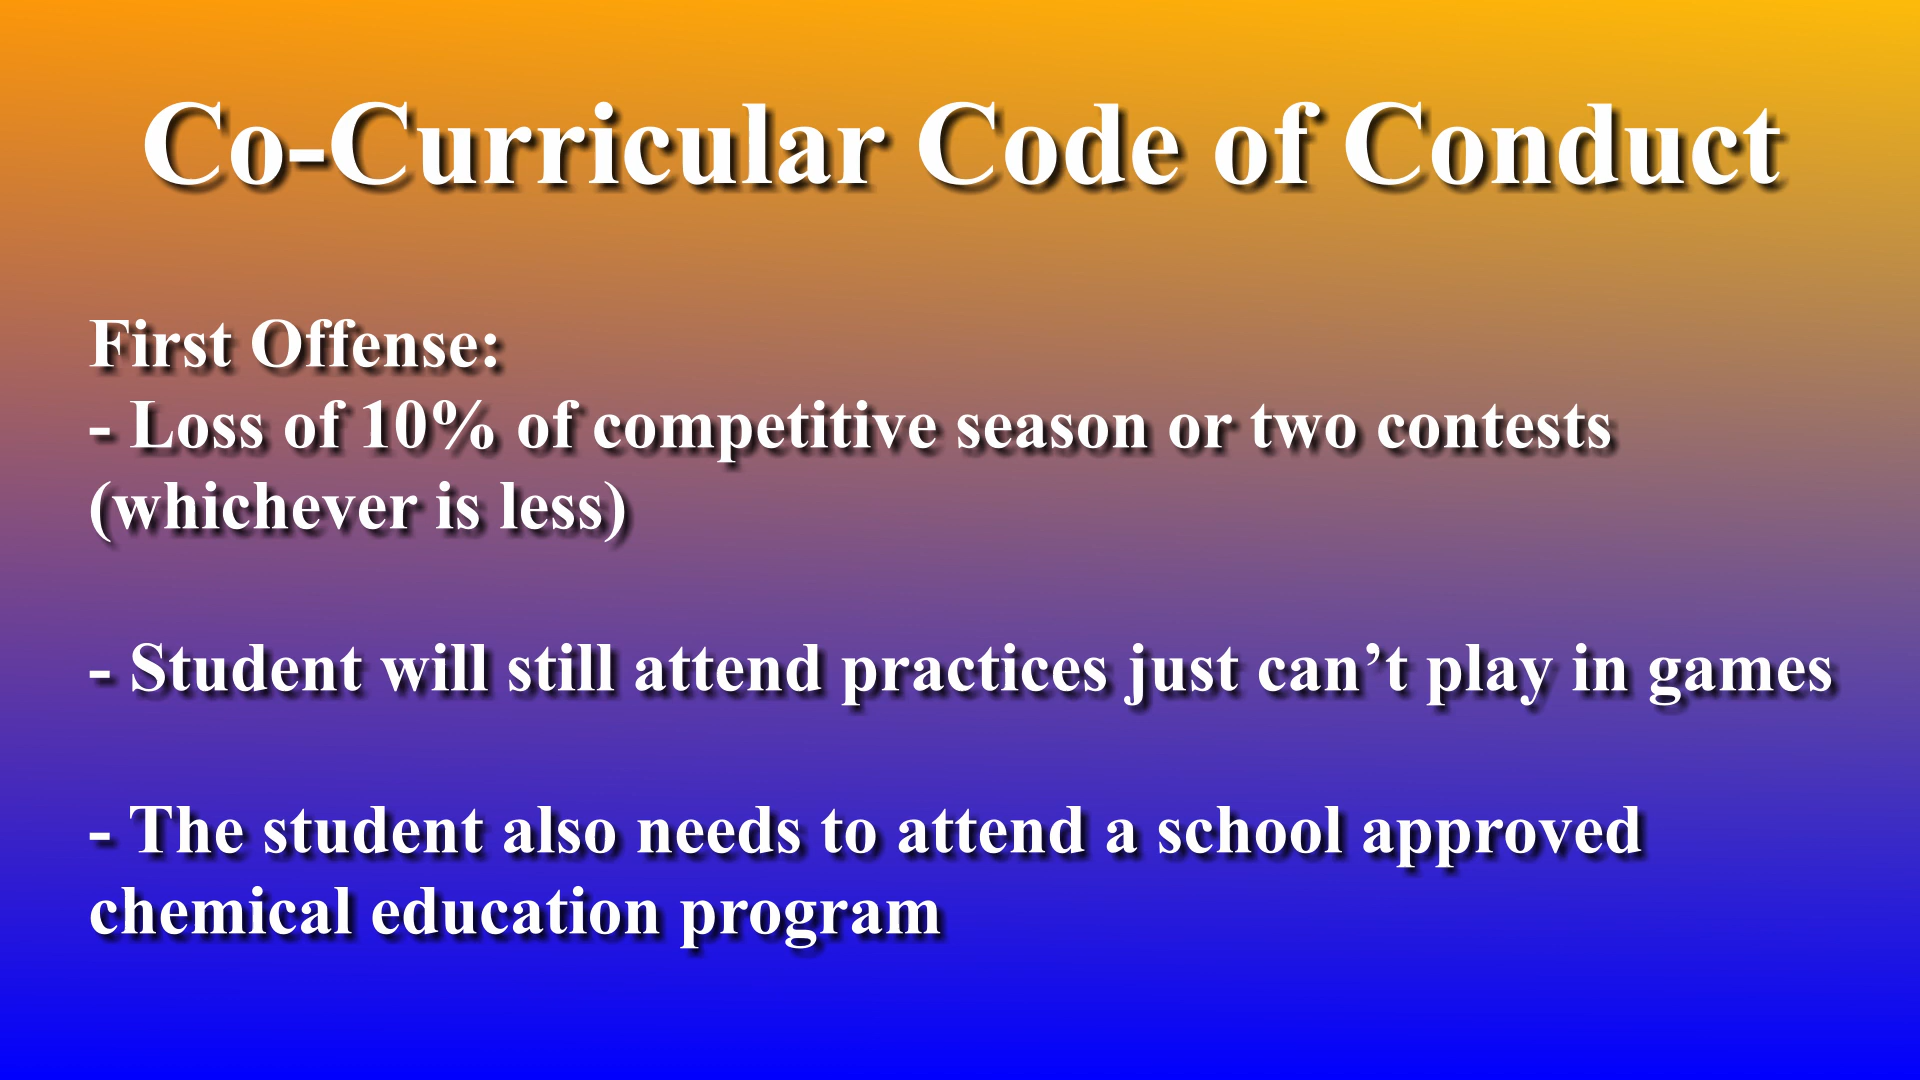 Co-Curricular Code of Conduct
First Offense:
- Loss of 10% of competitive season or two contests
(whichever is less)
- Student will still attend practices just can’t play in games
- The student also needs to attend a school approved
chemical education program